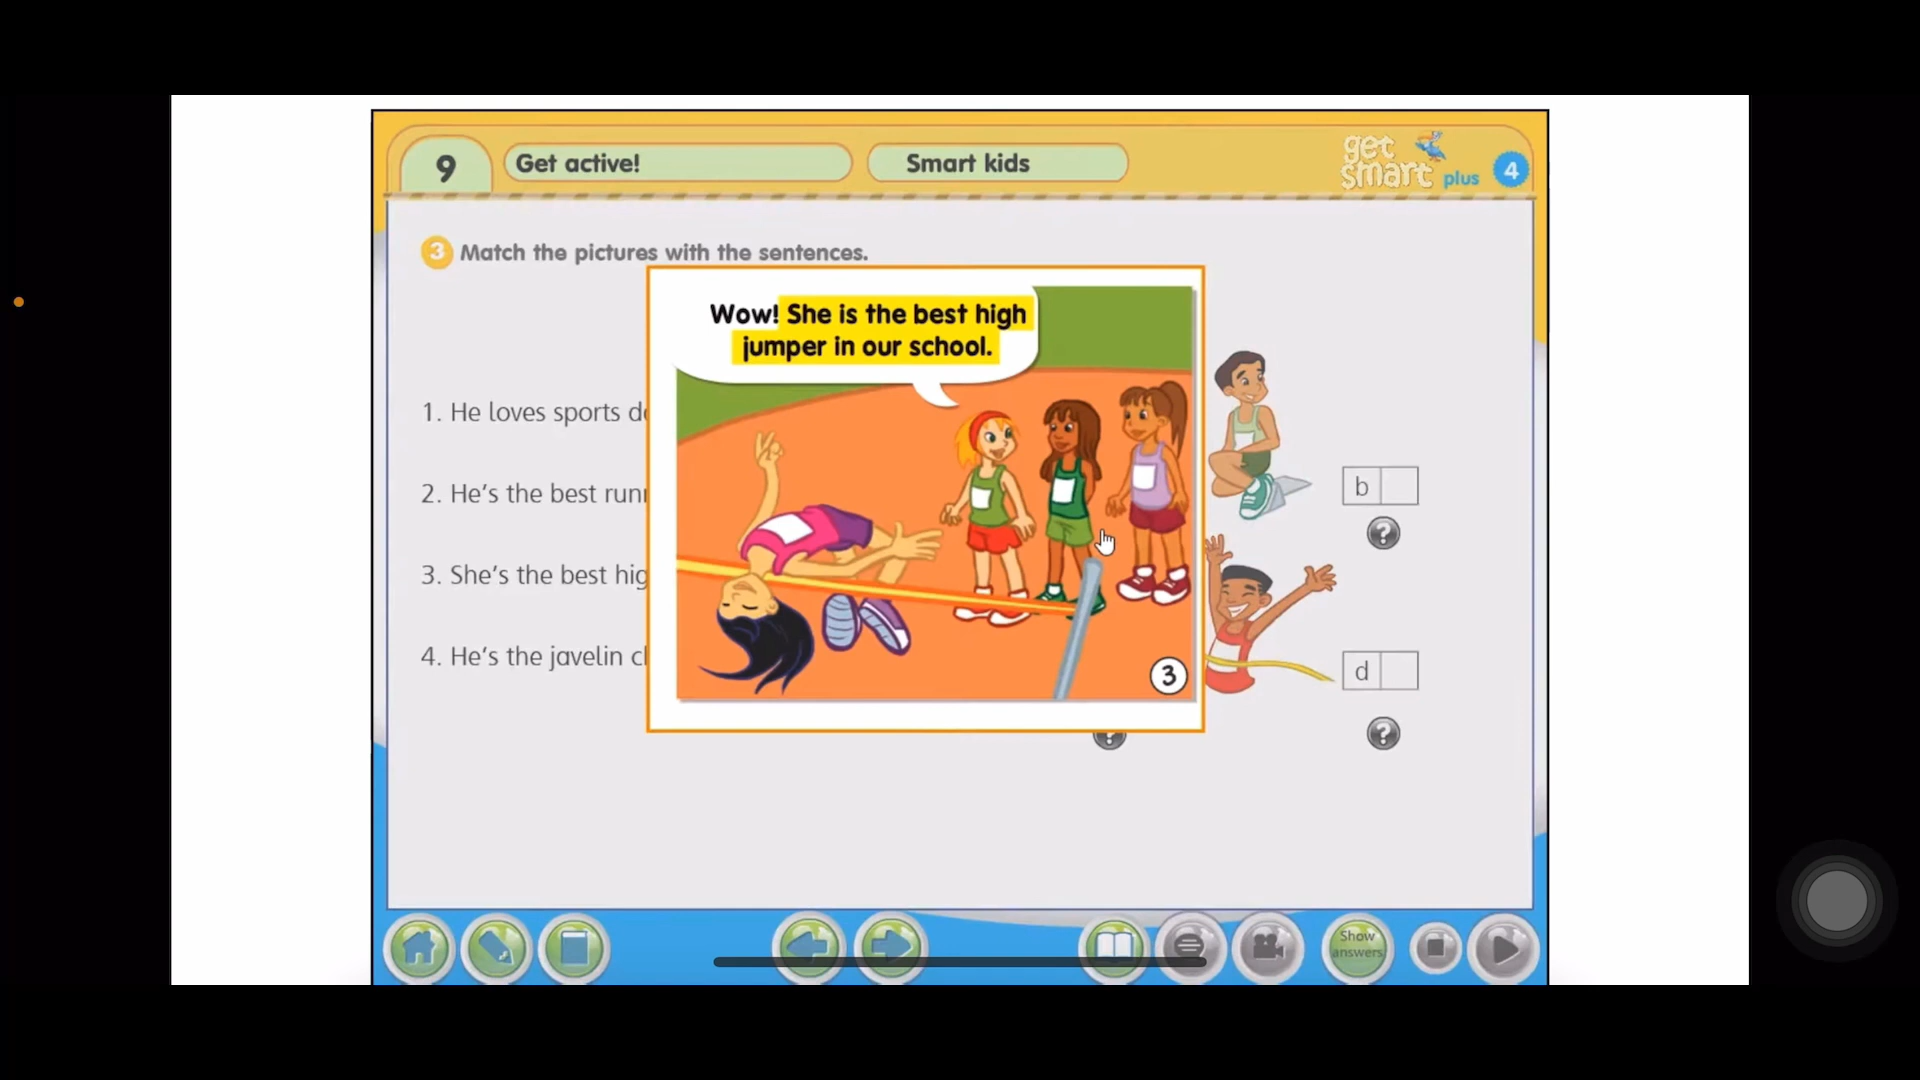 9
Get active!
Smart kids
get
smart plus 4
3 Match the pictures with the sentences.
Wow! She is the best high
jumper in our school.
1. He loves sports
2. He's the best
3. She's the best
4. He's the javelin
b
?
d
?
?
3
Show
answers